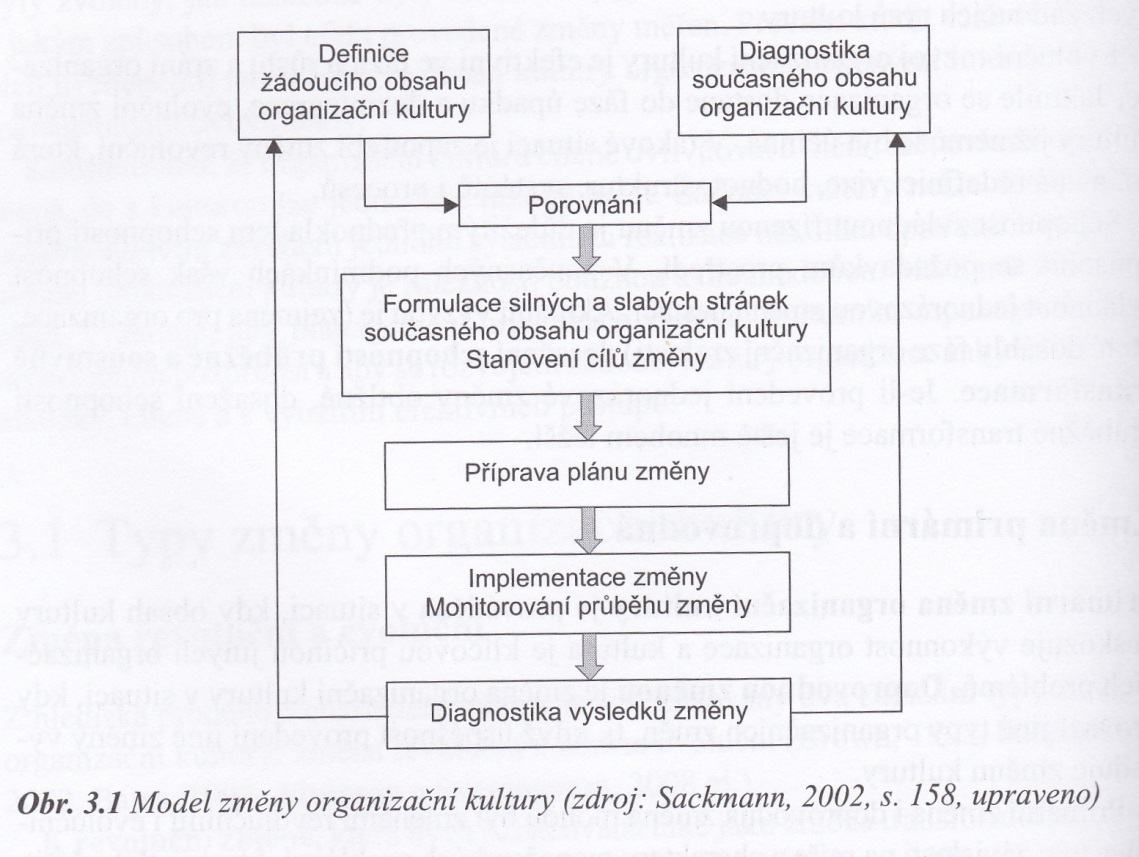 Definice
žádoucího obsahu
organizační kultury
Diagnostika
současného obsahu
organizační kultury
Porovnání
Formulace silných a slabých stránek
současného obsahu organizační kultury
Stanovení cílů změny
Příprava plánu změny
Implementace změny
Monitorování průběhu změny
Diagnostika výsledků změny
Obr. 3.1 Model změny organizační kultury (zdroj: Sackmann, 2002, s. 158, upraveno)